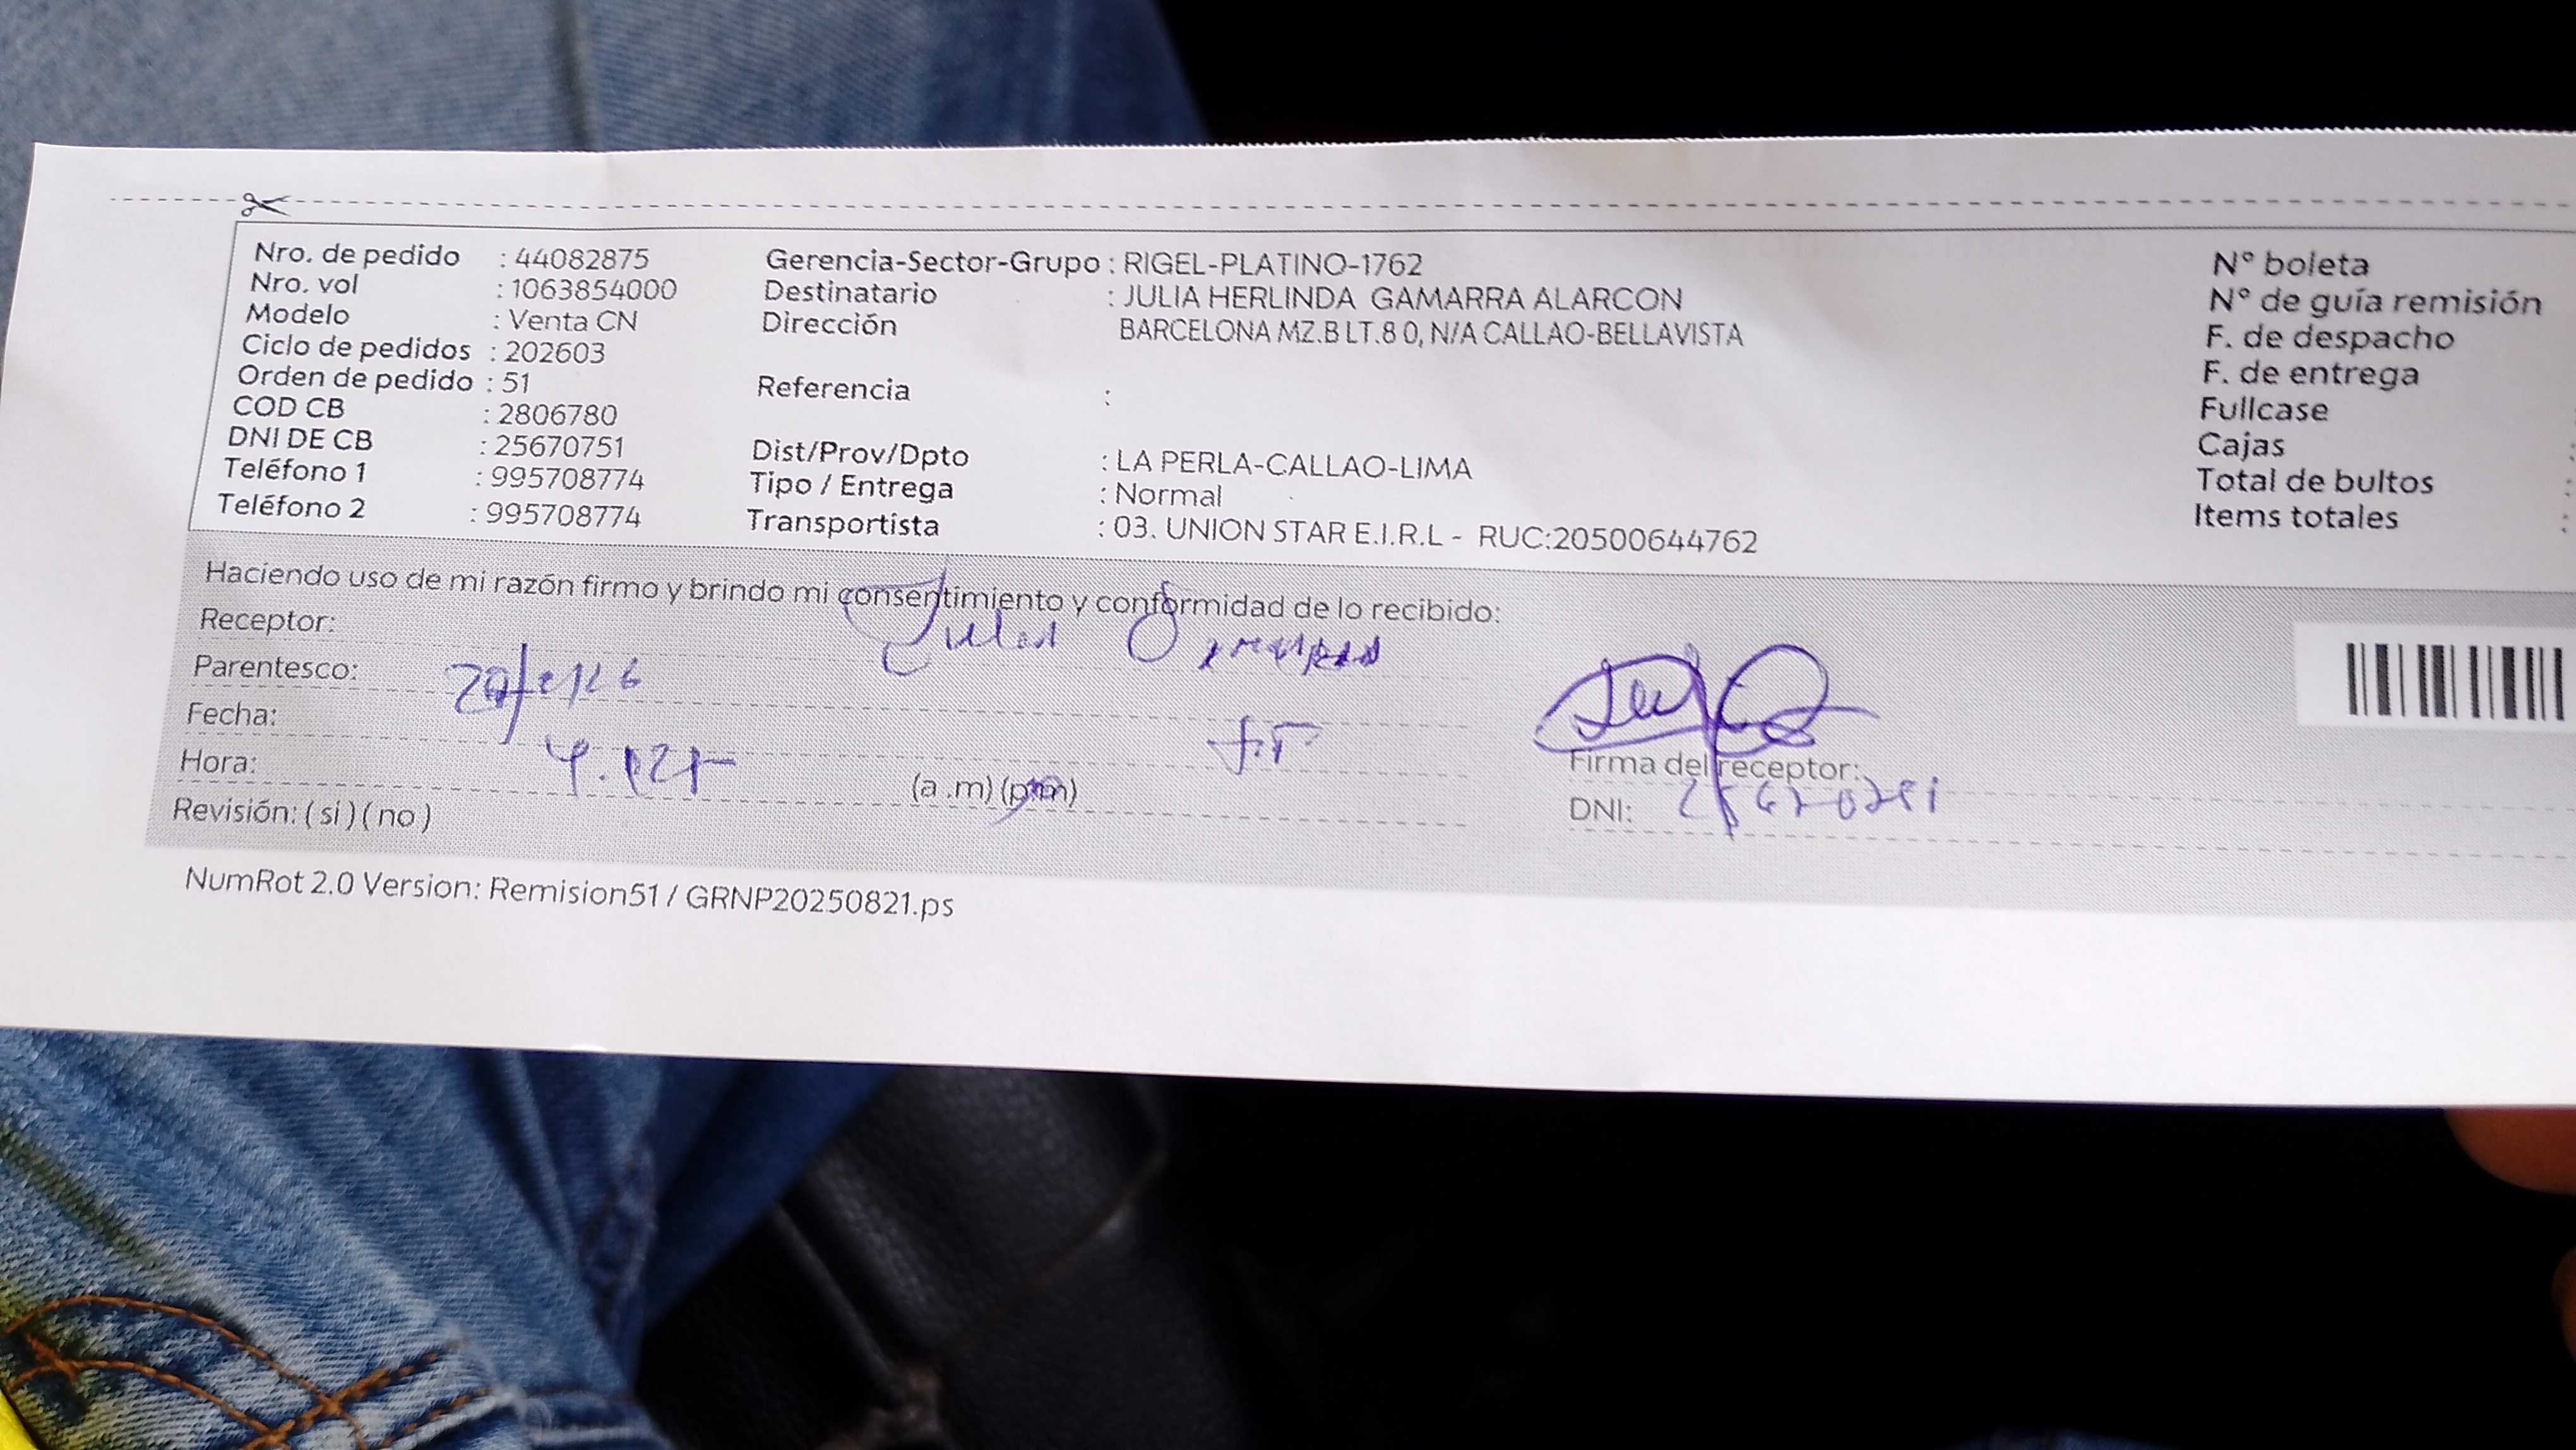 Nro. de pedido : 44082875
Nro. vol : 1063854000
Modelo : Venta CN
Ciclo de pedidos : 202603
Orden de pedido : 51
COD CB : 2806780
DNI DE CB : 25670751
Teléfono 1 : 995708774
Teléfono 2 : 995708774
Gerencia-Sector-Grupo : RIGEL-PLATINO-1762
Destinatario : JULIA HERLINDA GAMARRA ALARCON
Dirección BARCELONA MZ.B LT.8 0, N/A CALLAO-BELLAVISTA
Referencia :
Dist/Prov/Dpto : LA PERLA-CALLAO-LIMA
Tipo / Entrega : Normal
Transportista : 03. UNION STAR E.I.R.L - RUC:20500644762
N° boleta
N° de guía remisión
F. de despacho
F. de entrega
Fullcase
Cajas :
Total de bultos :
Items totales :
Haciendo uso de mi razón firmo y brindo mi consentimiento y conformidad de lo recibido:
Receptor:
Parentesco:
Fecha:
Hora: (a .m) (p.m)
Revisión: ( si ) ( no )
Firma del receptor:
DNI:
NumRot 2.0 Version: Remision51 / GRNP20250821.ps